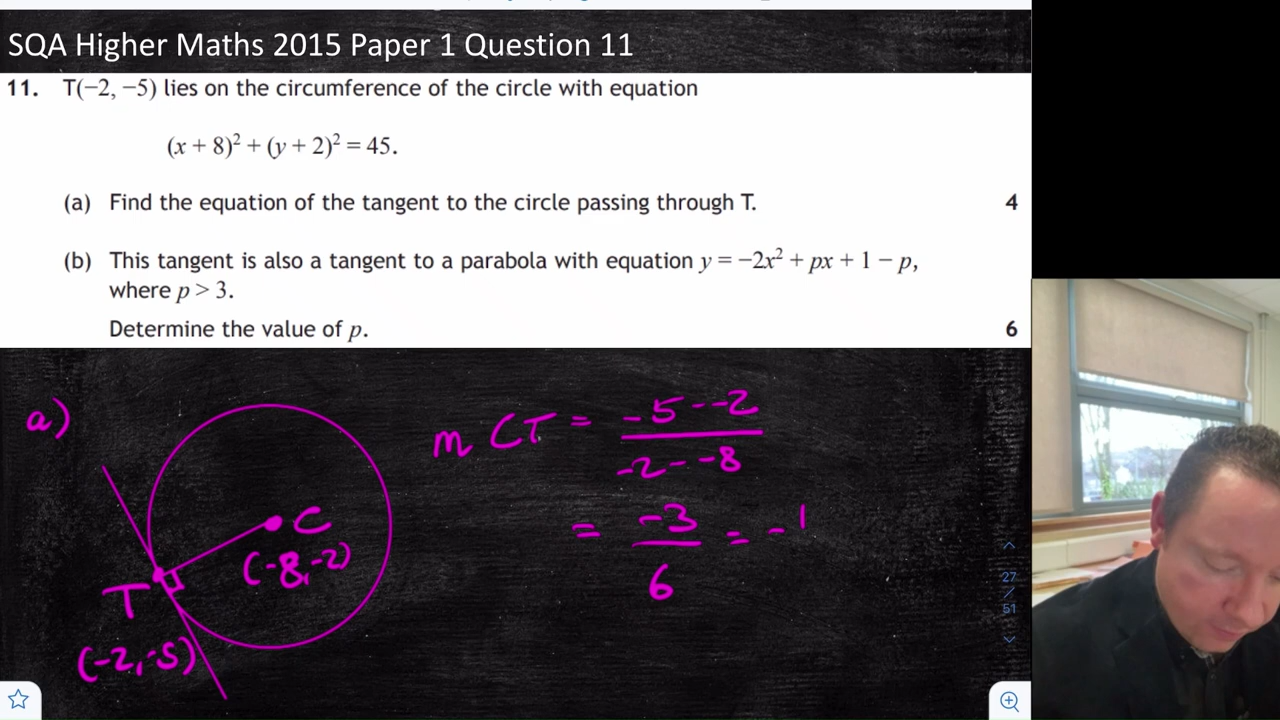 SQA Higher Maths 2015 Paper 1 Question 11
11. T(−2, −5) lies on the circumference of the circle with equation
(x + 8)² + (y + 2)² = 45.
(a) Find the equation of the tangent to the circle passing through T. 4
(b) This tangent is also a tangent to a parabola with equation y = −2x² + px + 1 − p,
where p > 3.
Determine the value of p. 6
a)
C
(-8,-2)
T
(-2,-5)
m CT = -5--2
-2--8
= -3 = -1
6
27
/
51